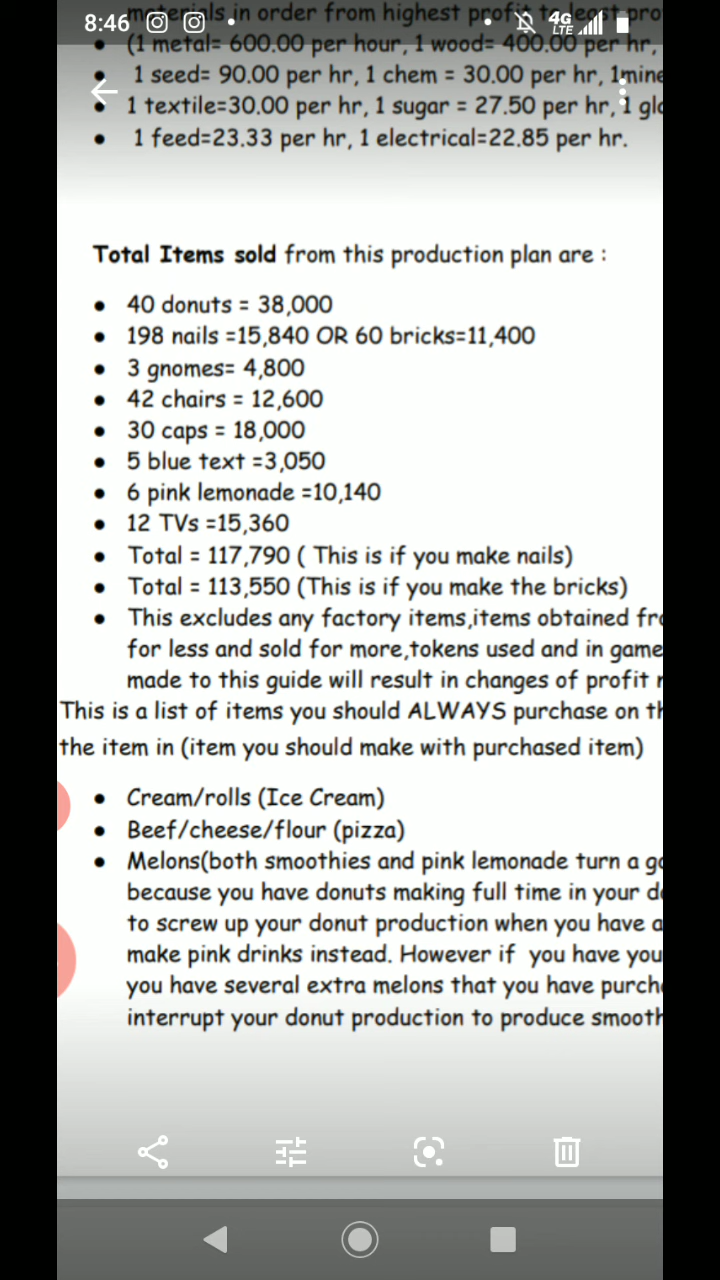 8:46 4G LTE
materials in order from highest profit to least
(1 metal= 600.00 per hour, 1 wood= 400.00 per hr,
1 seed= 90.00 per hr, 1 chem = 30.00 per hr,
1 textile=30.00 per hr, 1 sugar = 27.50 per hr, 1
1 feed=23.33 per hr, 1 electrical=22.85 per hr.
Total Items sold from this production plan are :
40 donuts = 38,000
198 nails =15,840 OR 60 bricks=11,400
3 gnomes= 4,800
42 chairs = 12,600
30 caps = 18,000
5 blue text =3,050
6 pink lemonade =10,140
12 TVs =15,360
Total = 117,790 ( This is if you make nails)
Total = 113,550 (This is if you make the bricks)
This excludes any factory items,items obtained
for less and sold for more,tokens used and in game
made to this guide will result in changes of profit
This is a list of items you should ALWAYS purchase on
the item in (item you should make with purchased item)
Cream/rolls (Ice Cream)
Beef/cheese/flour (pizza)
Melons(both smoothies and pink lemonade turn a
because you have donuts making full time in your
to screw up your donut production when you have a
make pink drinks instead. However if you have you
you have several extra melons that you have
interrupt your donut production to produce